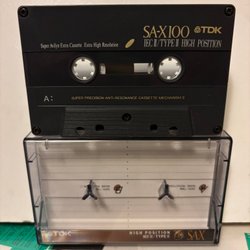 SA-X100 TDK
Super Avilyn Extra Cassette Extra High Resolution
IEC II / TYPE II HIGH POSITION
A:
SUPER PRECISION ANTI-RESONANCE CASSETTE MECHANISM
TDK
HIGH POSITION
IEC II / TYPE II
SA-X